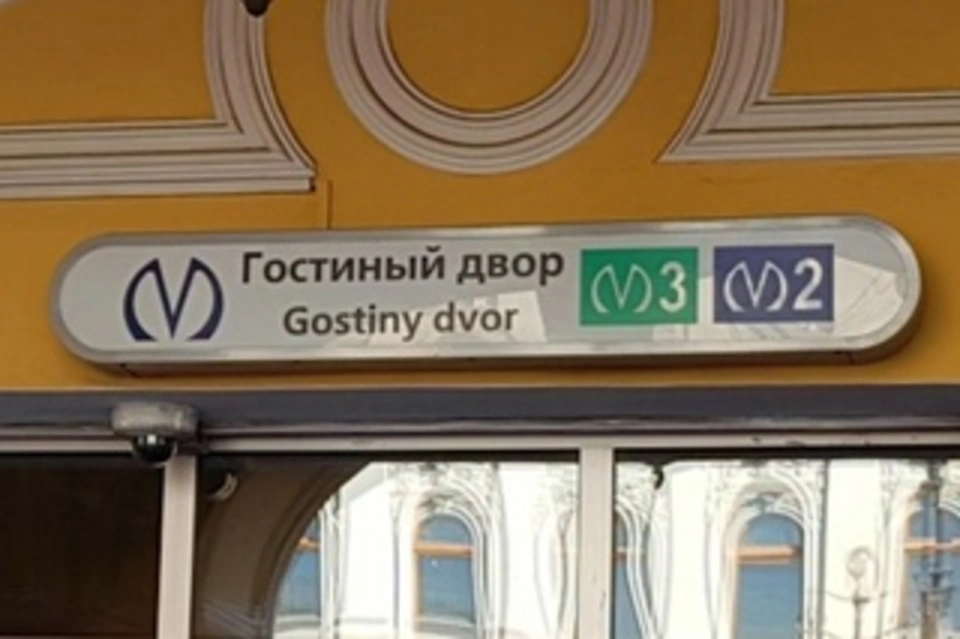 Гостиный двор
Gostiny dvor
M 3 M 2